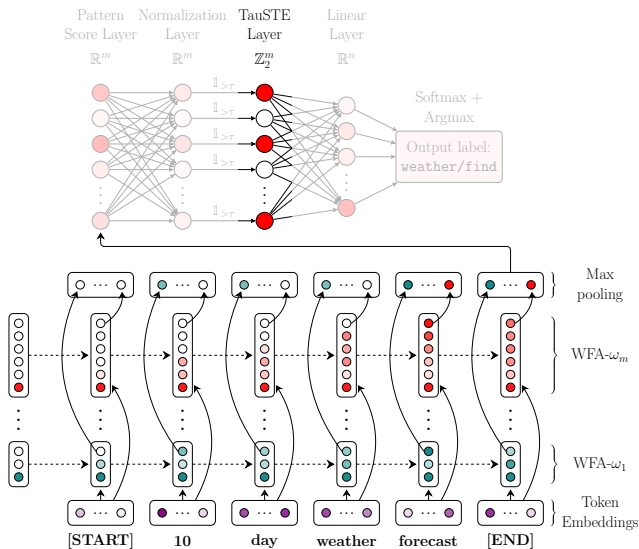 Pattern
Score Layer
ℝ^m
Normalization
Layer
ℝ^m
TauSTE
Layer
ℤ₂^m
Linear
Layer
ℝ^n
𝟙>τ
𝟙>τ
𝟙>τ
𝟙>τ
𝟙>τ
Softmax +
Argmax
Output label:
weather/find
Max
pooling
WFA-ω_m
WFA-ω₁
Token
Embeddings
[START] 10 day weather forecast [END]